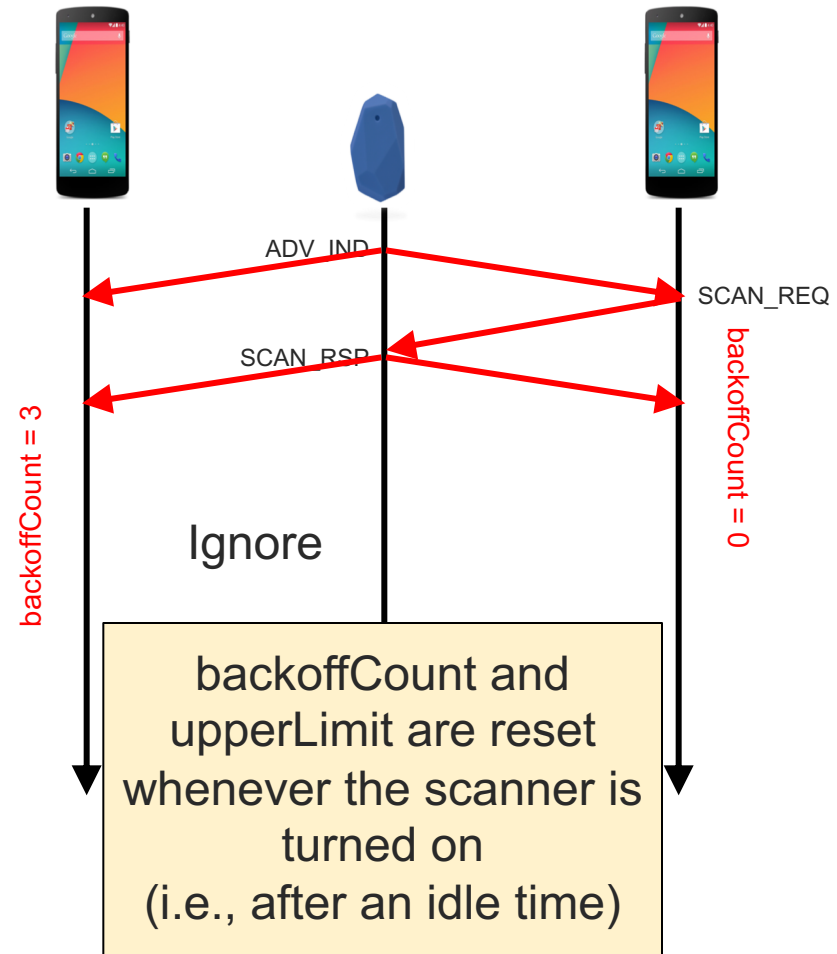 ADV_IND
SCAN_REQ
SCAN_RSP
backoffCount = 3
backoffCount = 0
Ignore
backoffCount and
upperLimit are reset
whenever the scanner is
turned on
(i.e., after an idle time)